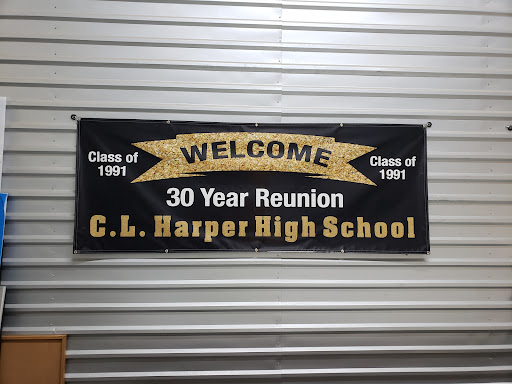 WELCOME
Class of
1991
Class of
1991
30 Year Reunion
C.L. Harper High School